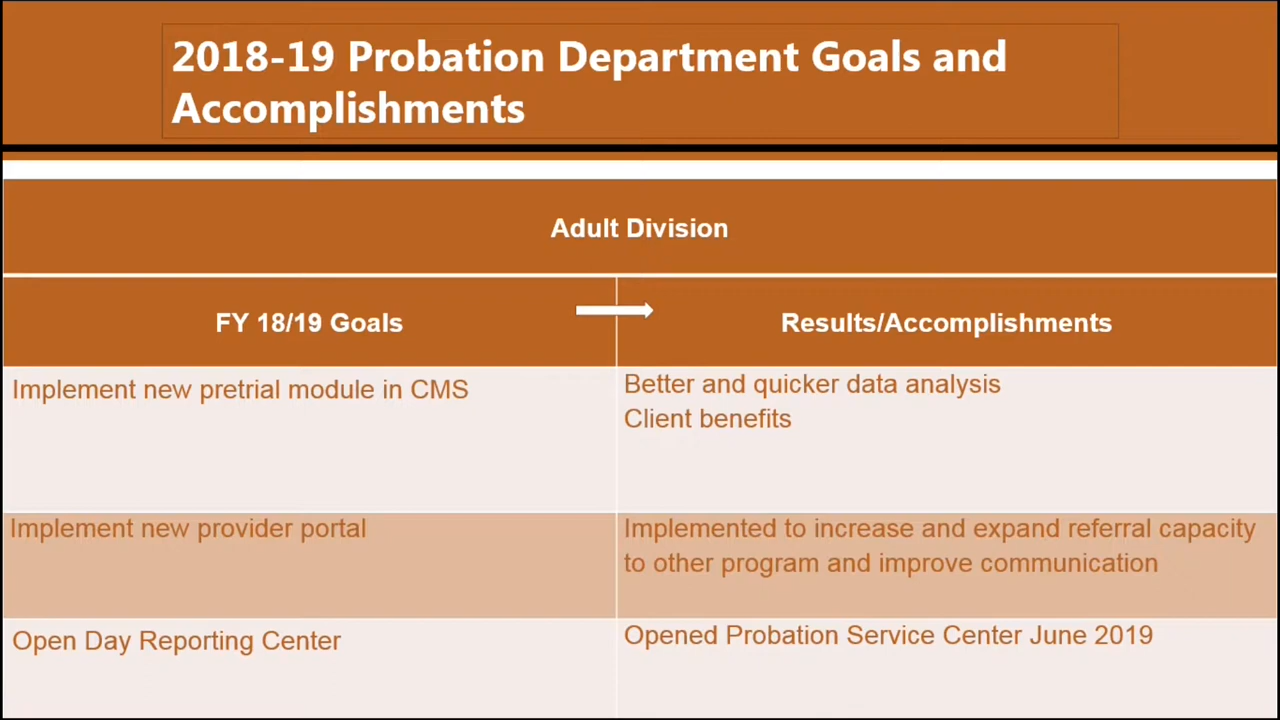 2018-19 Probation Department Goals and
Accomplishments
Adult Division
FY 18/19 Goals
Results/Accomplishments
Implement new pretrial module in CMS
Better and quicker data analysis
Client benefits
Implement new provider portal
Implemented to increase and expand referral capacity
to other program and improve communication
Open Day Reporting Center
Opened Probation Service Center June 2019